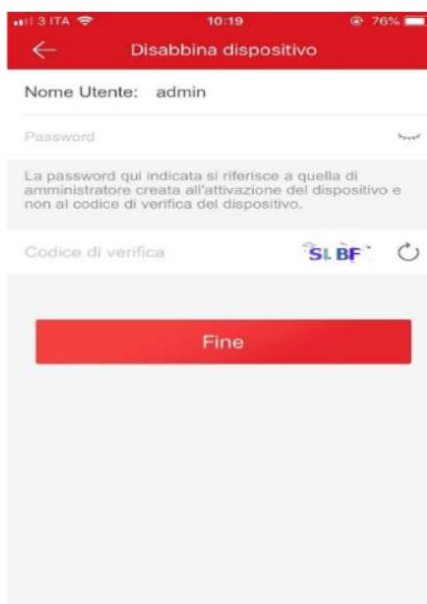 3 ITA 10:19 76%
Disabbina dispositivo
Nome Utente: admin
Password
La password qui indicata si riferisce a quella di
amministratore creata all'attivazione del dispositivo e
non al codice di verifica del dispositivo.
Codice di verifica SLBF
Fine